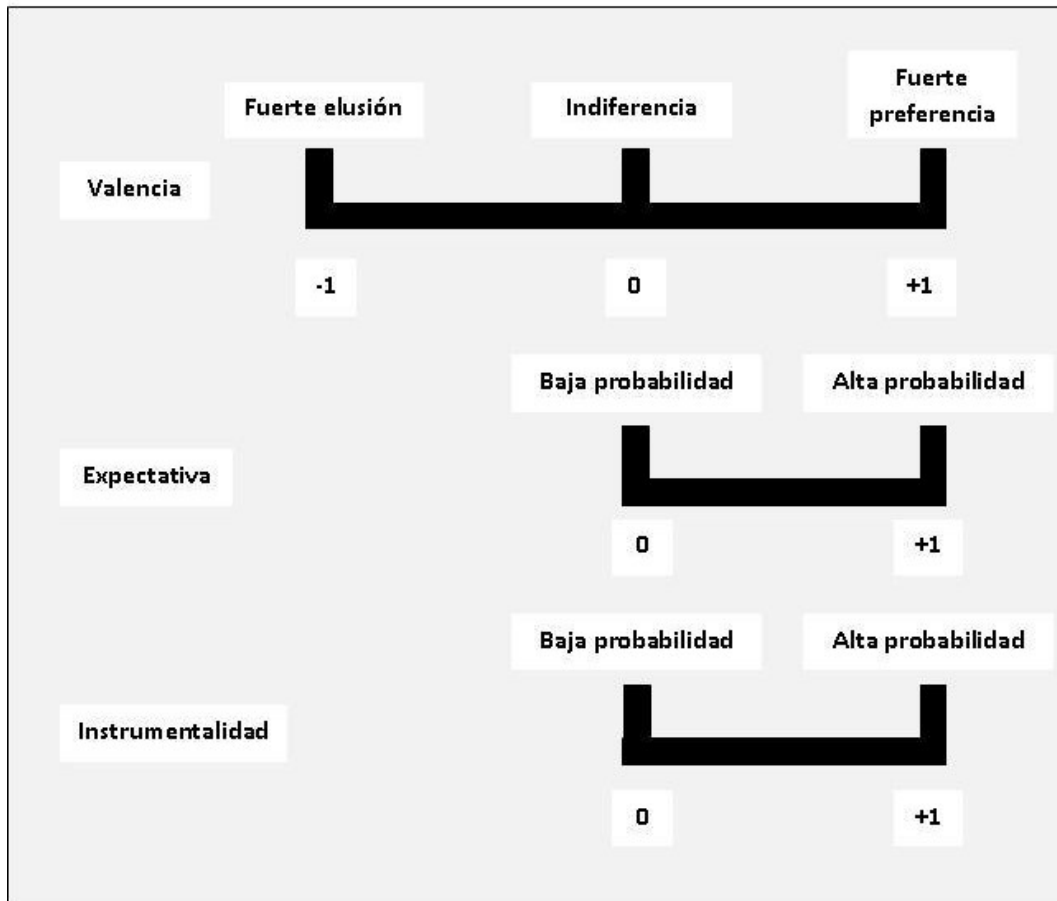 Fuerte elusión
Indiferencia
Fuerte
preferencia
Valencia
-1
0
+1
Baja probabilidad
Alta probabilidad
Expectativa
0
+1
Baja probabilidad
Alta probabilidad
Instrumentalidad
0
+1